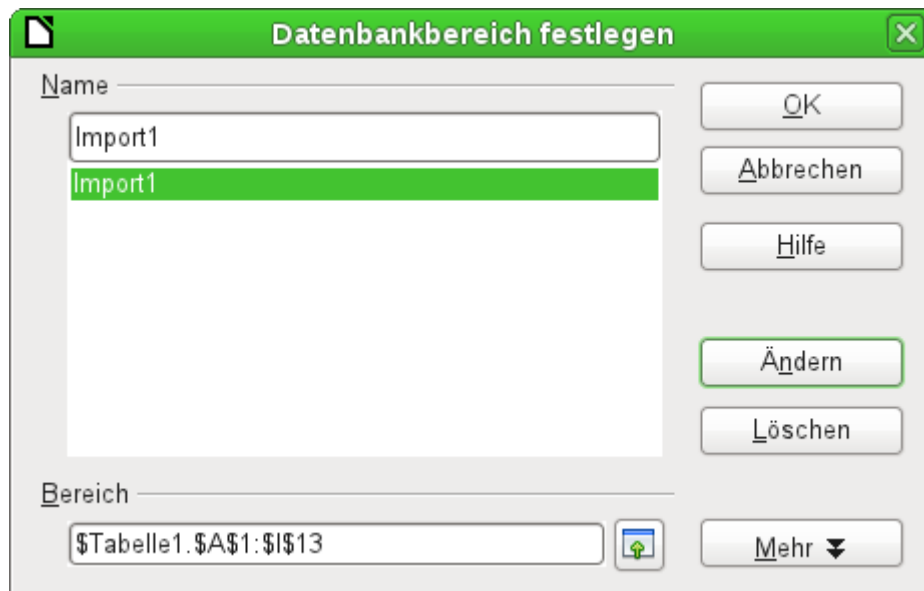 Datenbankbereich festlegen
Name
Import1
Import1
OK
Abbrechen
Hilfe
Ändern
Löschen
Bereich
$Tabelle1.$A$1:$I$13
Mehr